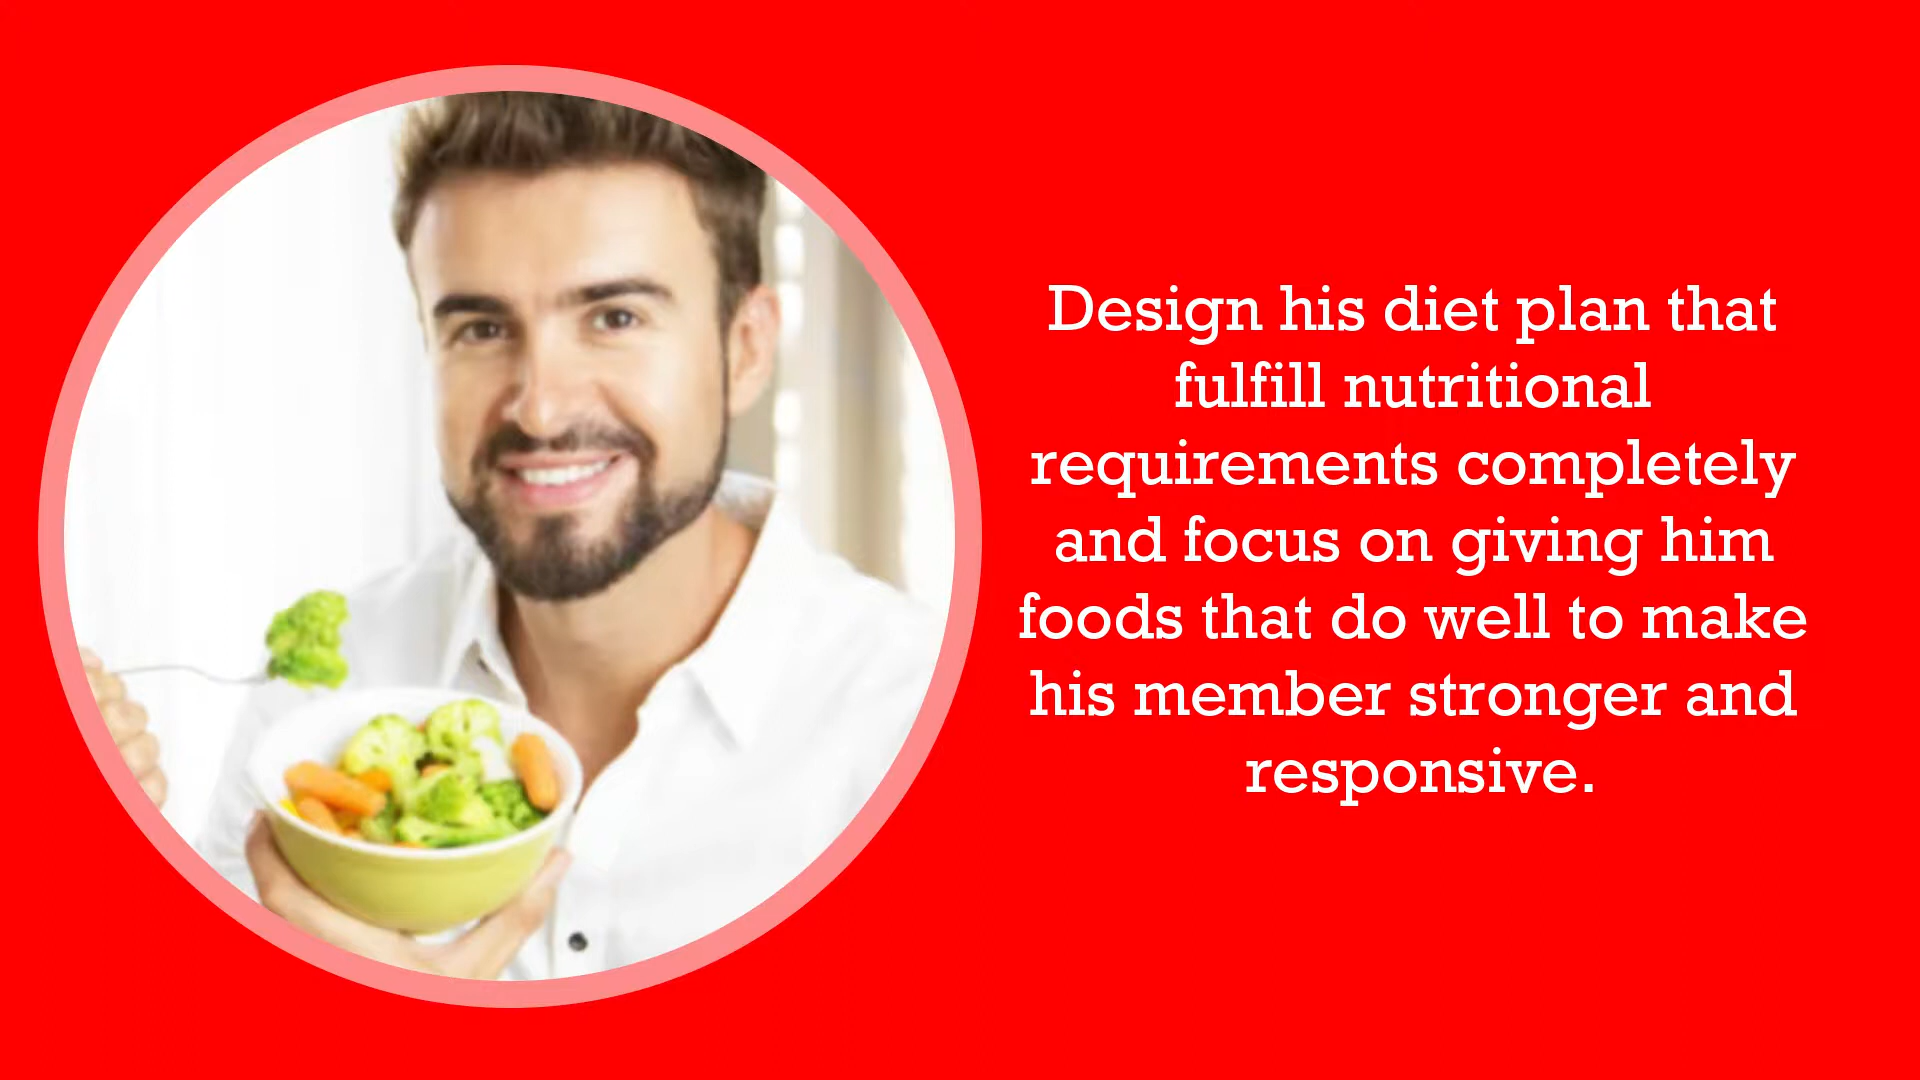 Design his diet plan that
fulfill nutritional
requirements completely
and focus on giving him
foods that do well to make
his member stronger and
responsive.